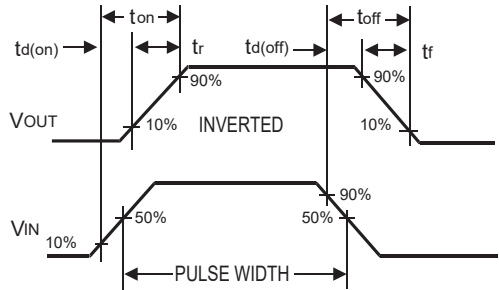 ton toff
td(on) tr td(off) tf
90% 90%
VOUT 10% INVERTED 10%
90%
50% 50%
VIN 10%
PULSE WIDTH